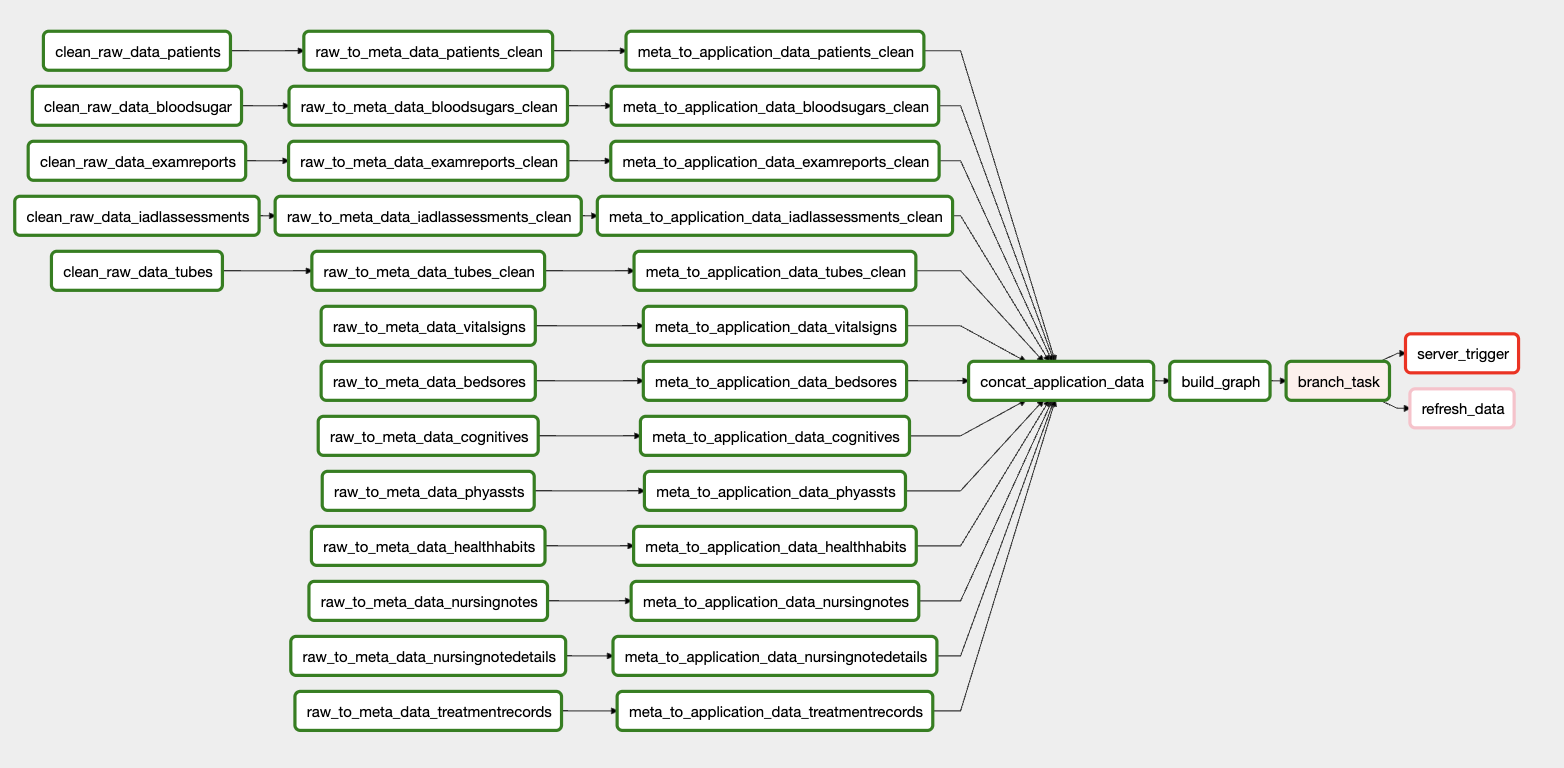 clean_raw_data_patients
raw_to_meta_data_patients_clean
meta_to_application_data_patients_clean
clean_raw_data_bloodsugar
raw_to_meta_data_bloodsugars_clean
meta_to_application_data_bloodsugars_clean
clean_raw_data_examreports
raw_to_meta_data_examreports_clean
meta_to_application_data_examreports_clean
clean_raw_data_iadlassessments
raw_to_meta_data_iadlassessments_clean
meta_to_application_data_iadlassessments_clean
clean_raw_data_tubes
raw_to_meta_data_tubes_clean
meta_to_application_data_tubes_clean
raw_to_meta_data_vitalsigns
meta_to_application_data_vitalsigns
raw_to_meta_data_bedsores
meta_to_application_data_bedsores
raw_to_meta_data_cognitives
meta_to_application_data_cognitives
raw_to_meta_data_phyassts
meta_to_application_data_phyassts
raw_to_meta_data_healthhabits
meta_to_application_data_healthhabits
raw_to_meta_data_nursingnotes
meta_to_application_data_nursingnotes
raw_to_meta_data_nursingnotedetails
meta_to_application_data_nursingnotedetails
raw_to_meta_data_treatmentrecords
meta_to_application_data_treatmentrecords
concat_application_data
build_graph
branch_task
server_trigger
refresh_data